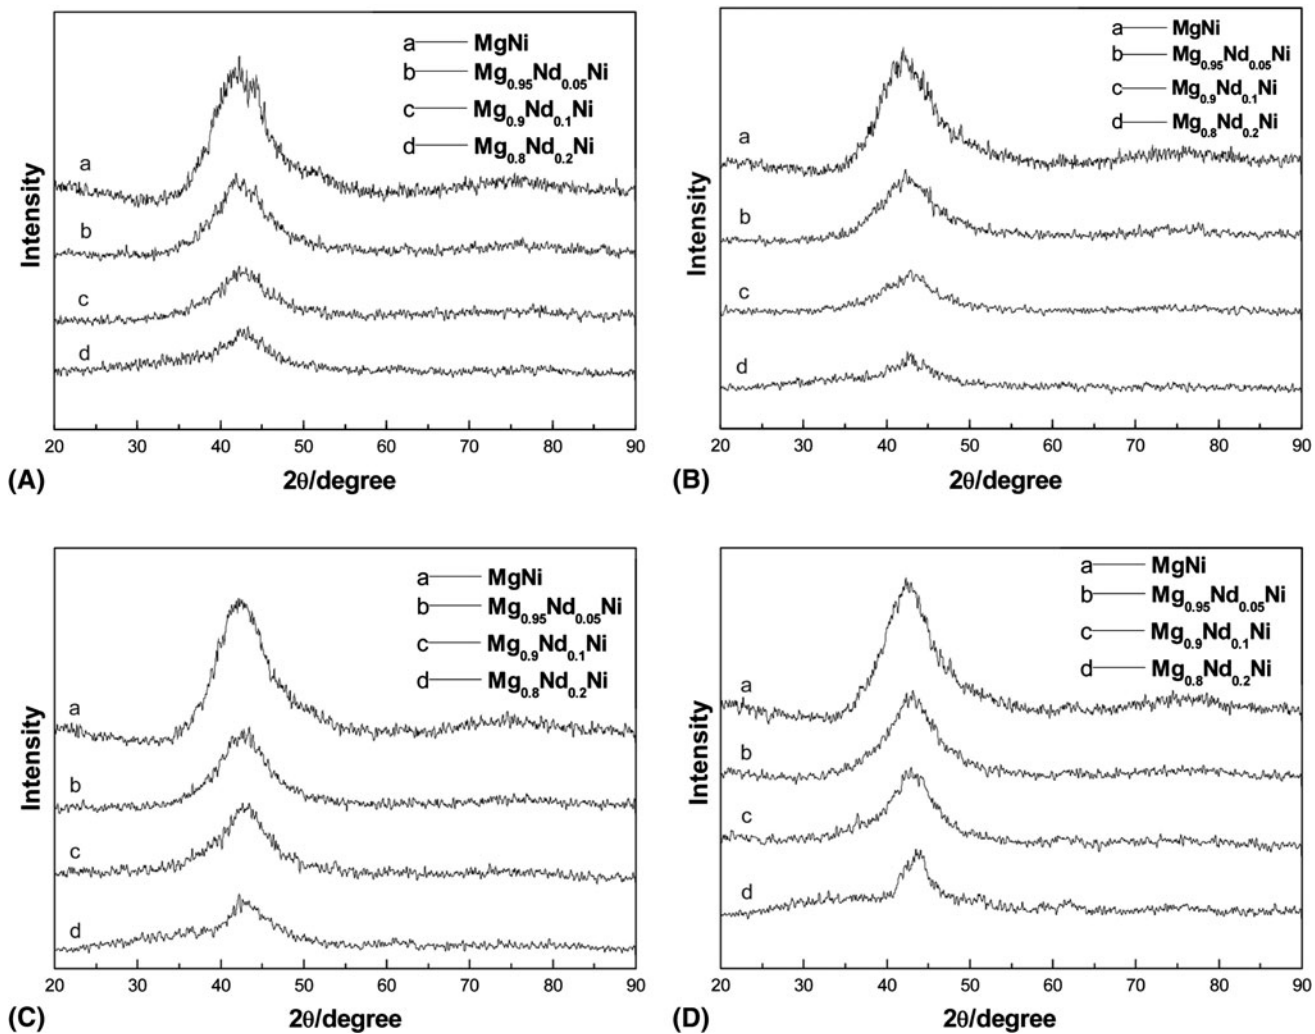 a MgNi
b Mg0.95Nd0.05Ni
c Mg0.9Nd0.1Ni
d Mg0.8Nd0.2Ni
a
b
c
d
Intensity
20 30 40 50 60 70 80 90
2θ/degree
(A)
a MgNi
b Mg0.95Nd0.05Ni
c Mg0.9Nd0.1Ni
d Mg0.8Nd0.2Ni
a
b
c
d
Intensity
20 30 40 50 60 70 80 90
2θ/degree
(B)
a MgNi
b Mg0.95Nd0.05Ni
c Mg0.9Nd0.1Ni
d Mg0.8Nd0.2Ni
a
b
c
d
Intensity
20 30 40 50 60 70 80 90
2θ/degree
(C)
a MgNi
b Mg0.95Nd0.05Ni
c Mg0.9Nd0.1Ni
d Mg0.8Nd0.2Ni
a
b
c
d
Intensity
20 30 40 50 60 70 80 90
2θ/degree
(D)